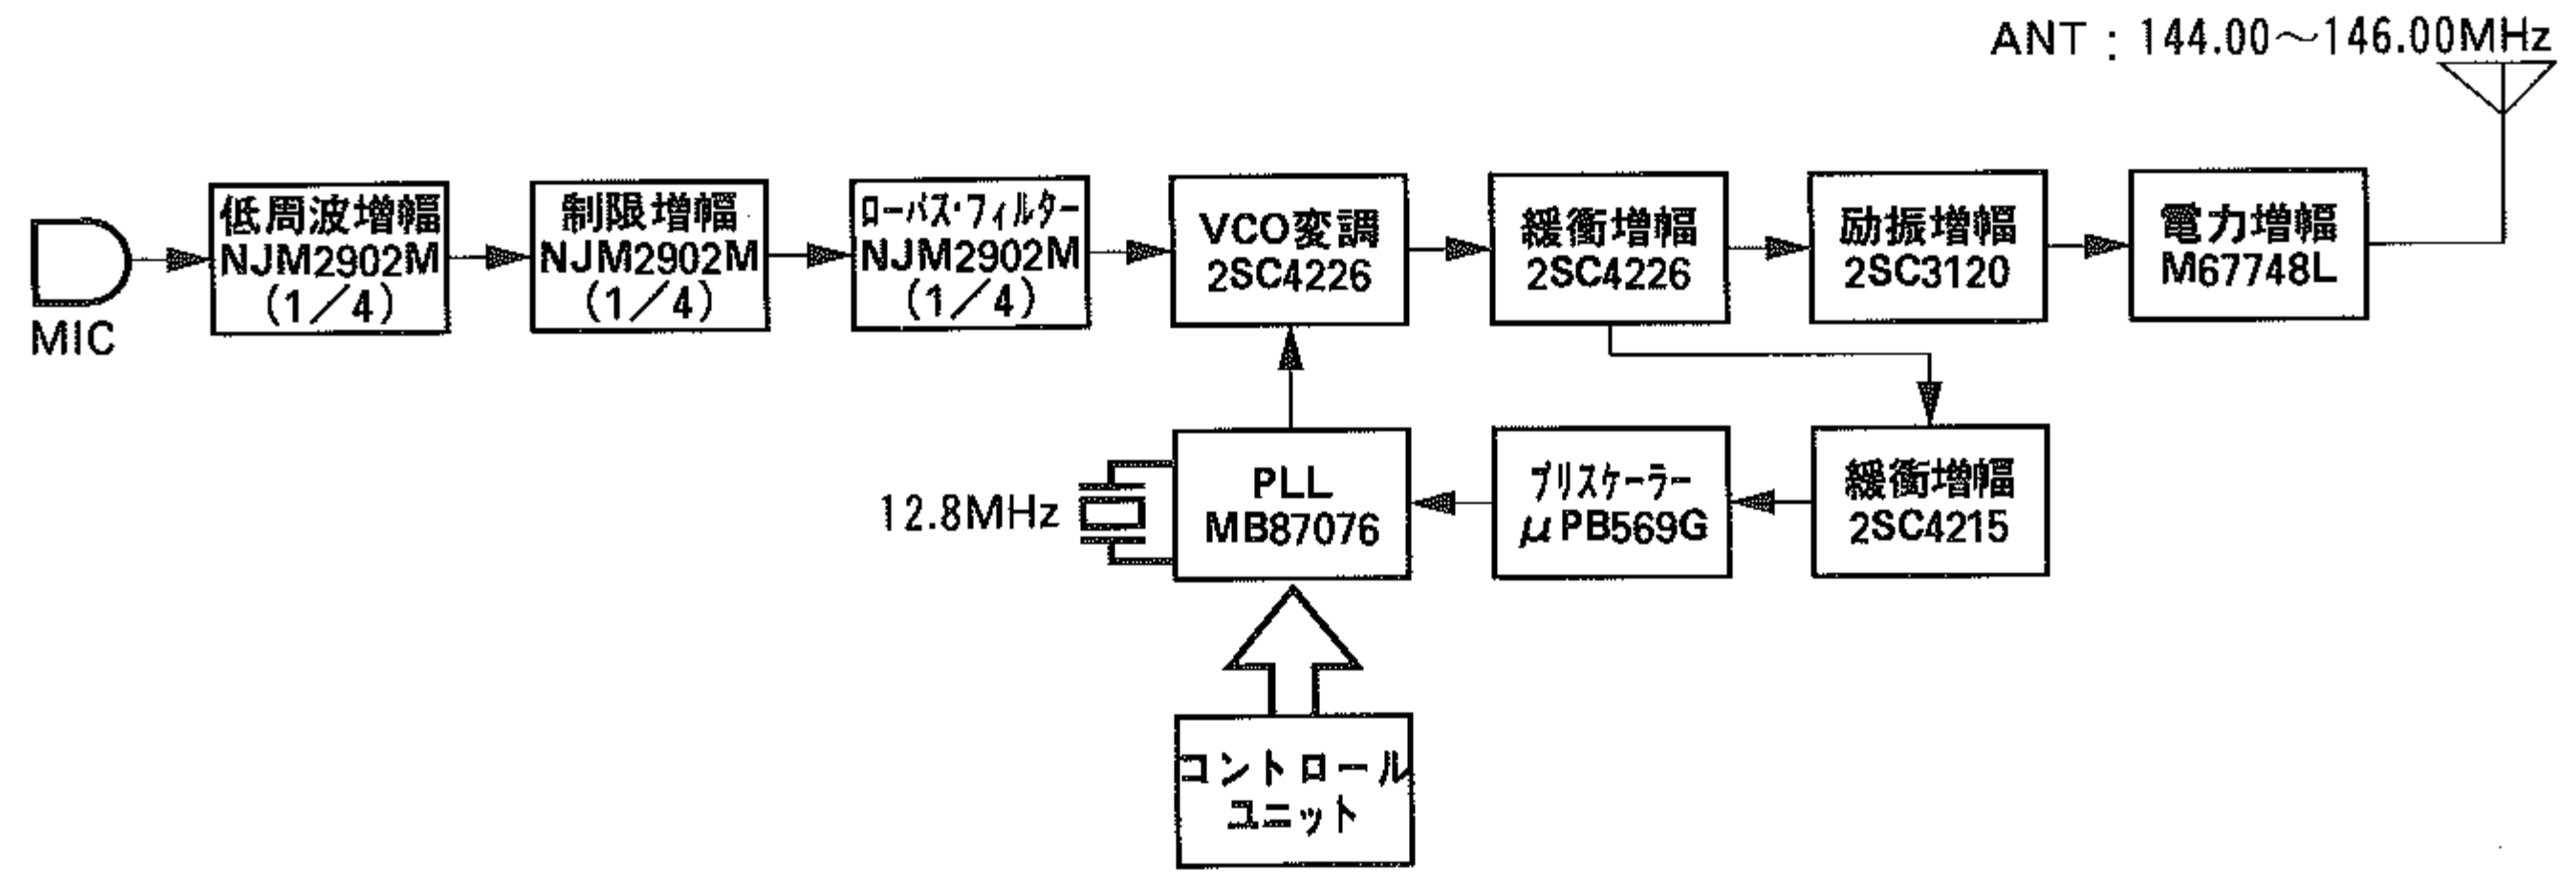 ANT：144.00～146.00MHz
MIC
低周波増幅
NJM2902M
(1／4)
制限増幅
NJM2902M
(1／4)
ローパス・フィルター
NJM2902M
(1／4)
VCO変調
2SC4226
緩衝増幅
2SC4226
励振増幅
2SC3120
電力増幅
M67748L
12.8MHz
PLL
MB87076
プリスケーラー
μPB569G
緩衝増幅
2SC4215
コントロール
ユニット